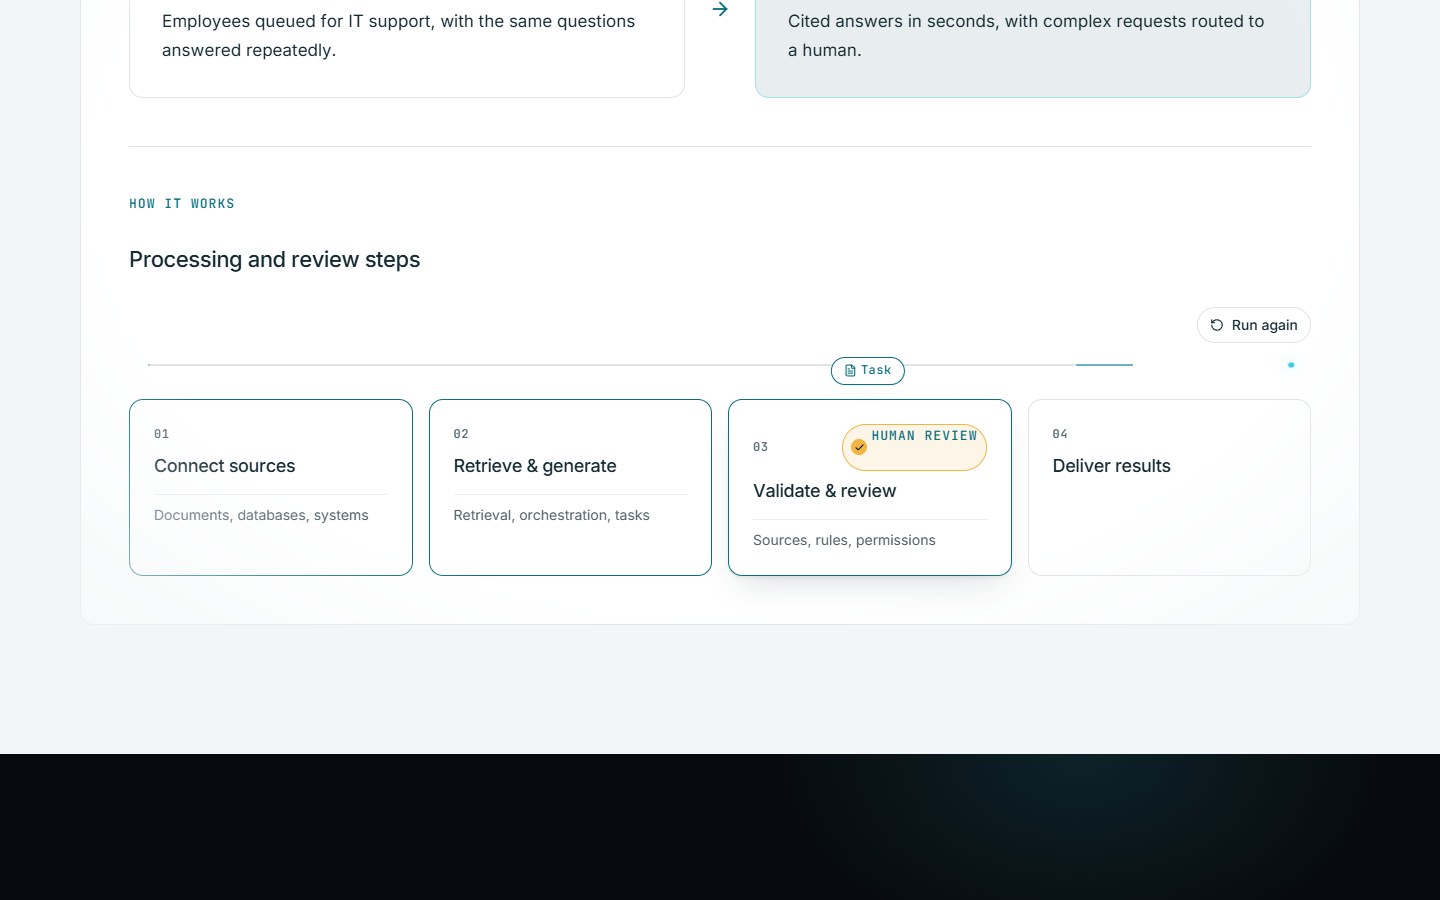 Employees queued for IT support, with the same questions
answered repeatedly.
Cited answers in seconds, with complex requests routed to
a human.
HOW IT WORKS
Processing and review steps
Run again
Task
01
Connect sources
Documents, databases, systems
02
Retrieve & generate
Retrieval, orchestration, tasks
03
HUMAN REVIEW
Validate & review
Sources, rules, permissions
04
Deliver results